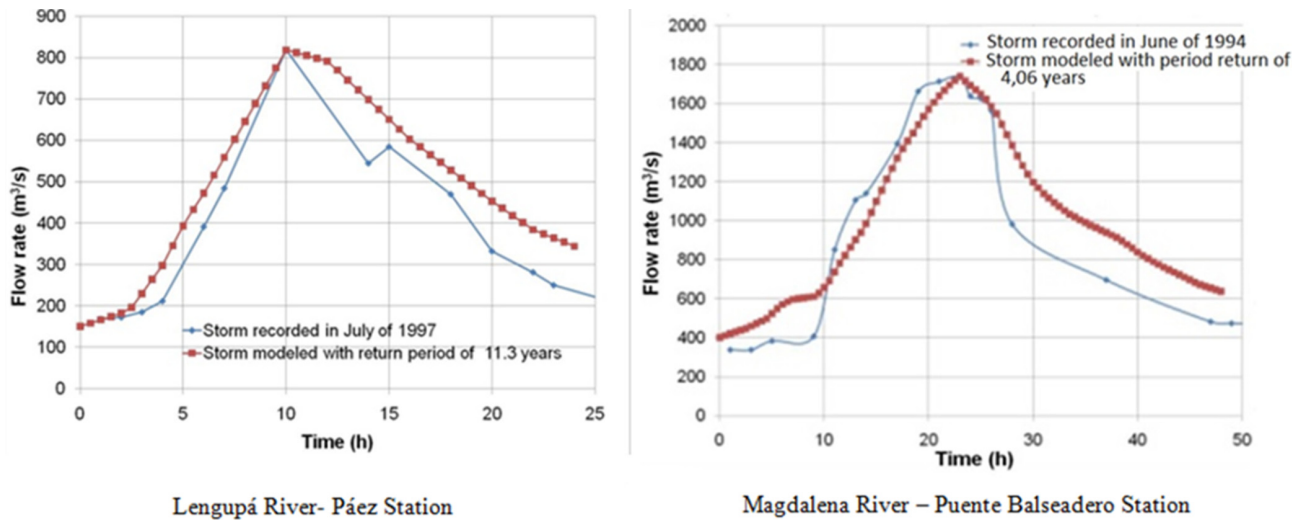 900
800
700
600
500
400
300
200
100
0
0 5 10 15 20 25
Flow rate (m³/s)
Time (h)
Storm recorded in July of 1997
Storm modeled with return period of 11.3 years
Lengupá River- Páez Station
2000
1800
1600
1400
1200
1000
800
600
400
200
0
0 10 20 30 40 50
Flow rate (m³/s)
Time (h)
Storm recorded in June of 1994
Storm modeled with period return of
4,06 years
Magdalena River – Puente Balseadero Station